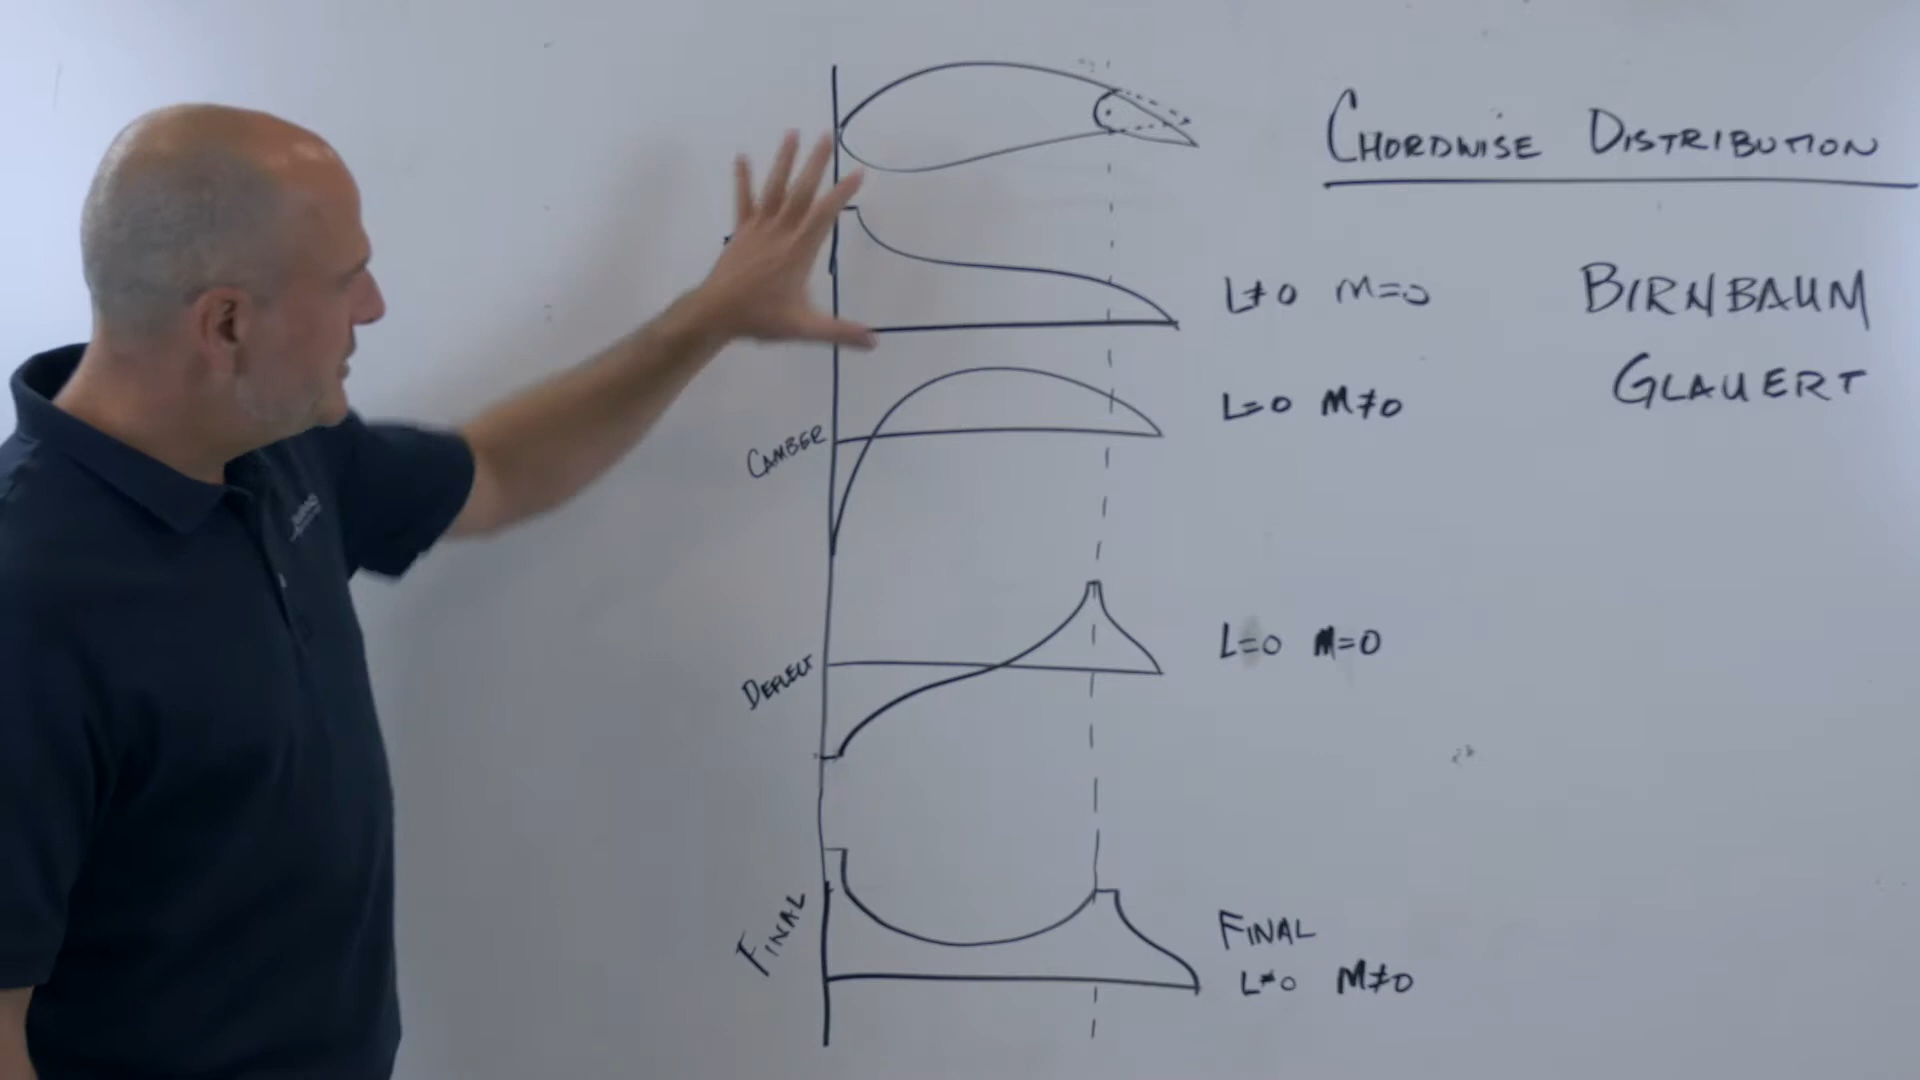 CHORDWISE DISTRIBUTION
L≠0 M=0
BIRNBAUM
GLAUERT
CAMBER
L=0 M≠0
DEFLECT
L=0 M=0
FINAL
FINAL
L≠0 M≠0